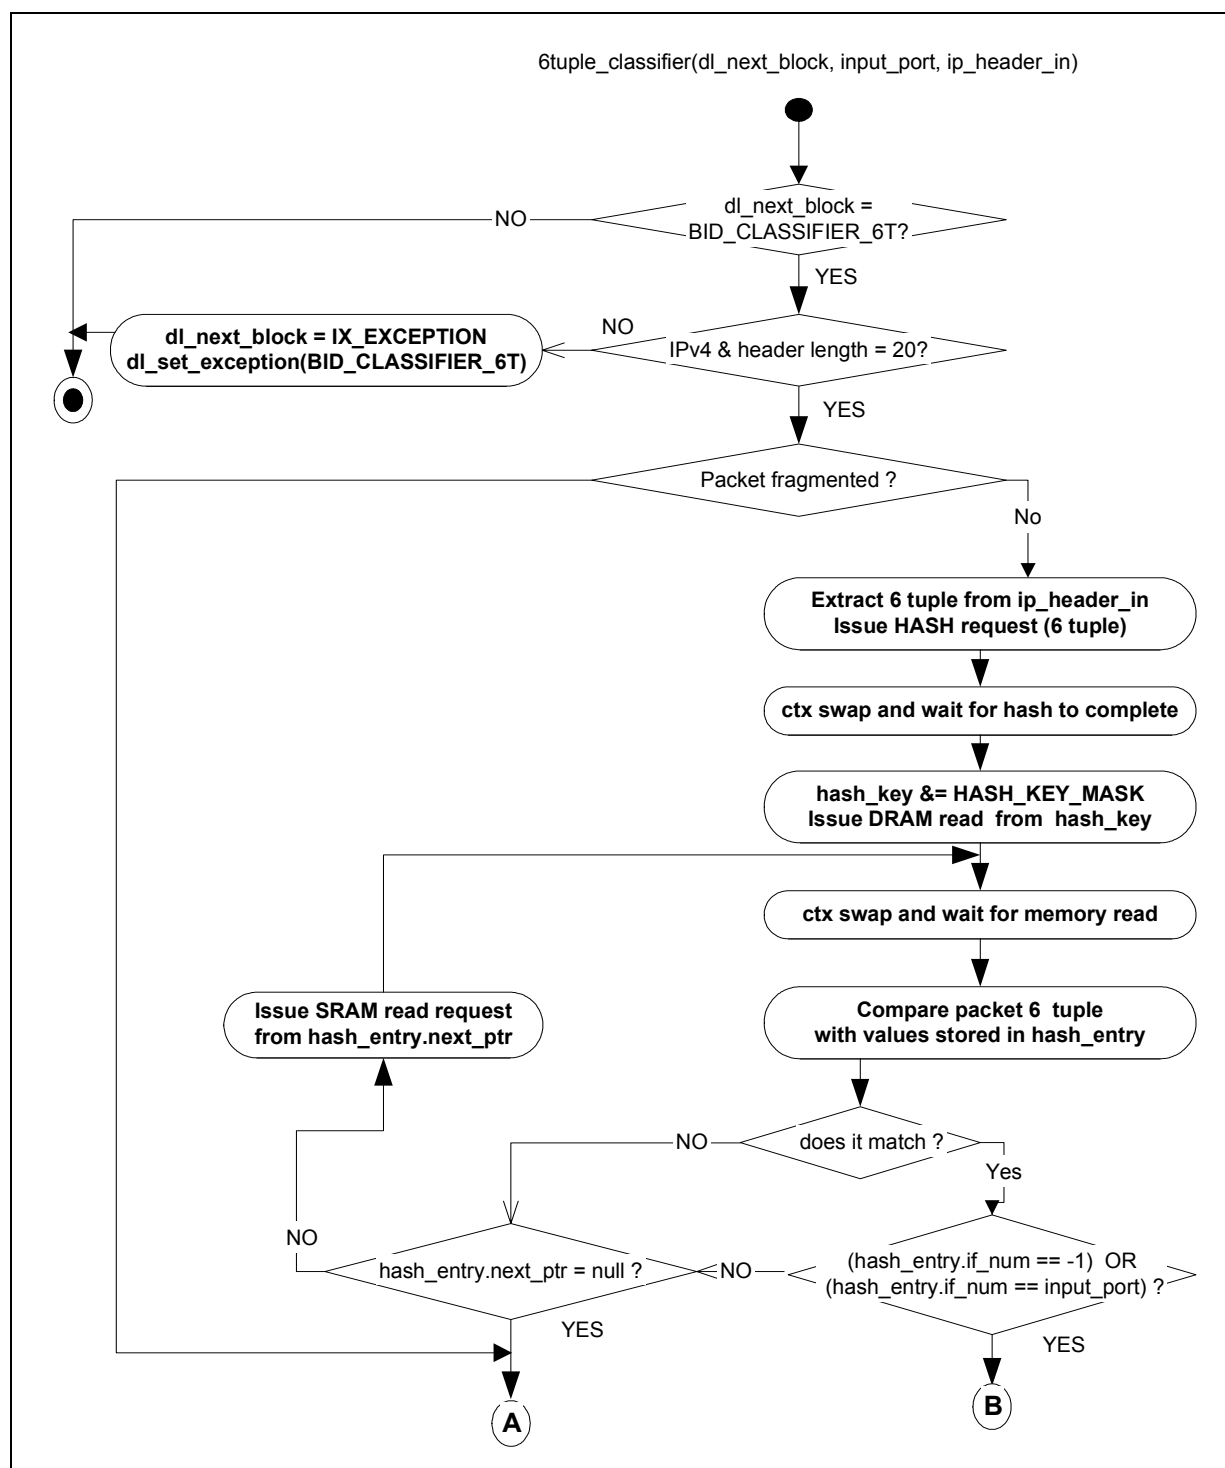 6tuple_classifier(dl_next_block, input_port, ip_header_in)
dl_next_block =
BID_CLASSIFIER_6T?
NO
YES
dl_next_block = IX_EXCEPTION
dl_set_exception(BID_CLASSIFIER_6T)
NO
IPv4 & header length = 20?
YES
Packet fragmented ?
No
Extract 6 tuple from ip_header_in
Issue HASH request (6 tuple)
ctx swap and wait for hash to complete
hash_key &= HASH_KEY_MASK
Issue DRAM read from hash_key
ctx swap and wait for memory read
Issue SRAM read request
from hash_entry.next_ptr
Compare packet 6 tuple
with values stored in hash_entry
NO
does it match ?
Yes
NO
hash_entry.next_ptr = null ?
NO
(hash_entry.if_num == -1) OR
(hash_entry.if_num == input_port) ?
YES
YES
A
B